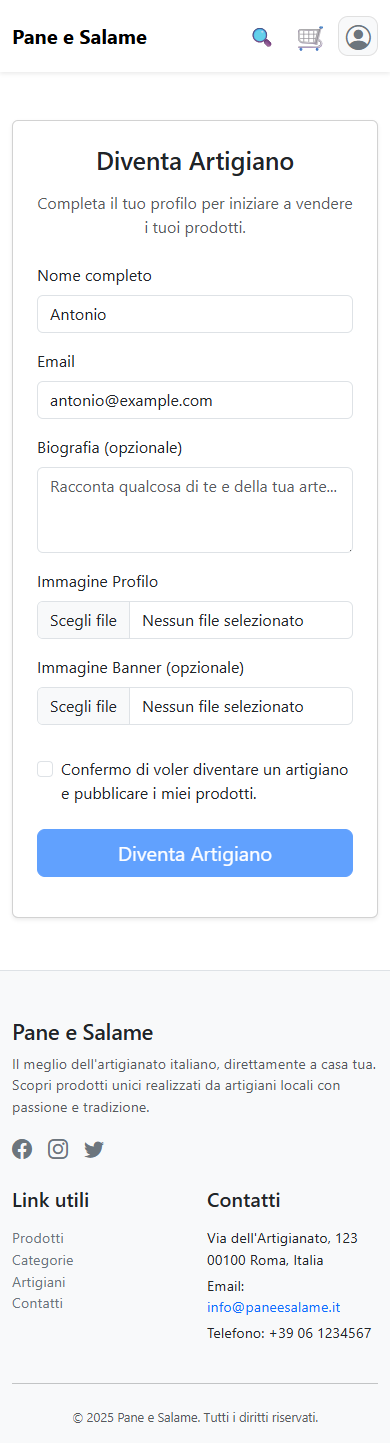 Pane e Salame
Diventa Artigiano
Completa il tuo profilo per iniziare a vendere
i tuoi prodotti.
Nome completo
Antonio
Email
antonio@example.com
Biografia (opzionale)
Racconta qualcosa di te e della tua arte...
Immagine Profilo
Scegli file Nessun file selezionato
Immagine Banner (opzionale)
Scegli file Nessun file selezionato
Confermo di voler diventare un artigiano
e pubblicare i miei prodotti.
Diventa Artigiano
Pane e Salame
Il meglio dell'artigianato italiano, direttamente a casa tua.
Scopri prodotti unici realizzati da artigiani locali con
passione e tradizione.
Link utili
Prodotti
Categorie
Artigiani
Contatti
Contatti
Via dell'Artigianato, 123
00100 Roma, Italia
Email:
info@paneesalame.it
Telefono: +39 06 1234567
© 2025 Pane e Salame. Tutti i diritti riservati.